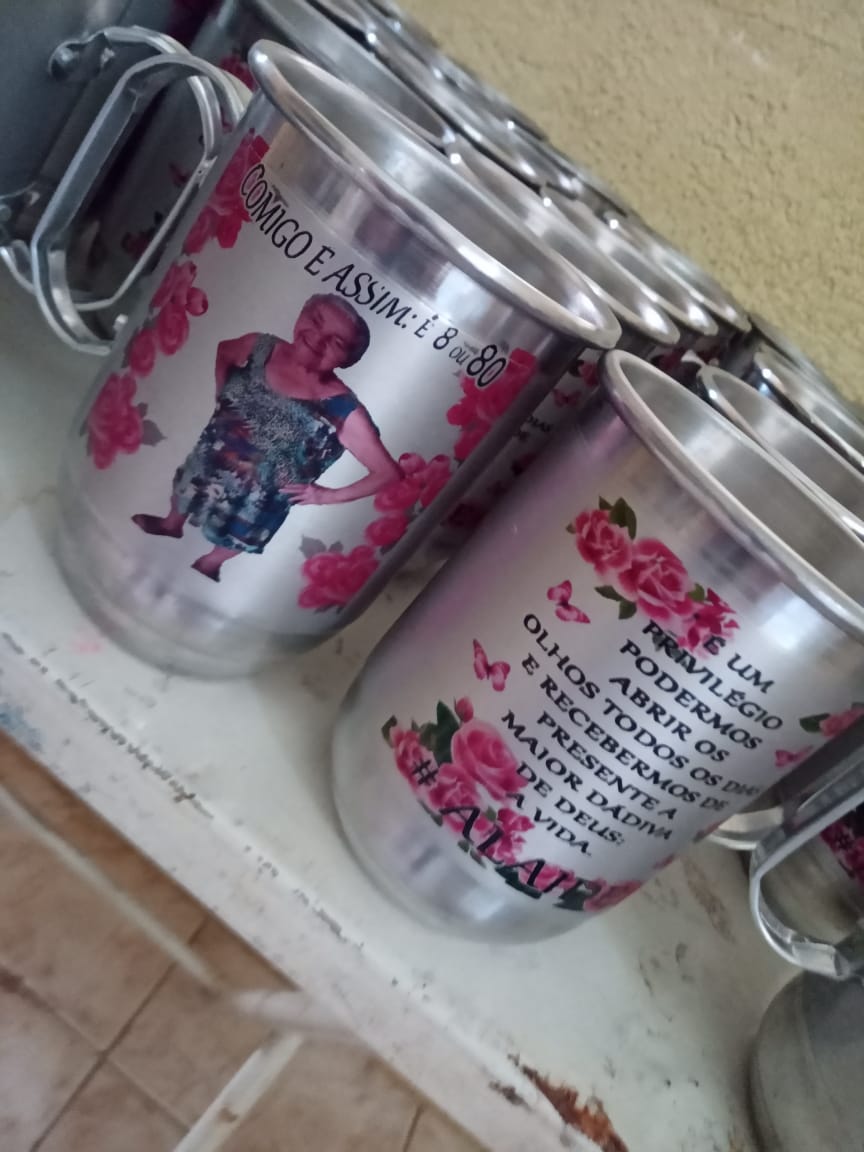 COMIGO E ASSIM: É 8 ou 80
É UM
PRIVILÉGIO
PODERMOS
ABRIR OS
OLHOS TODOS OS DIAS
E RECEBERMOS DE
PRESENTE A
MAIOR DÁDIVA
DE DEUS:
A VIDA.